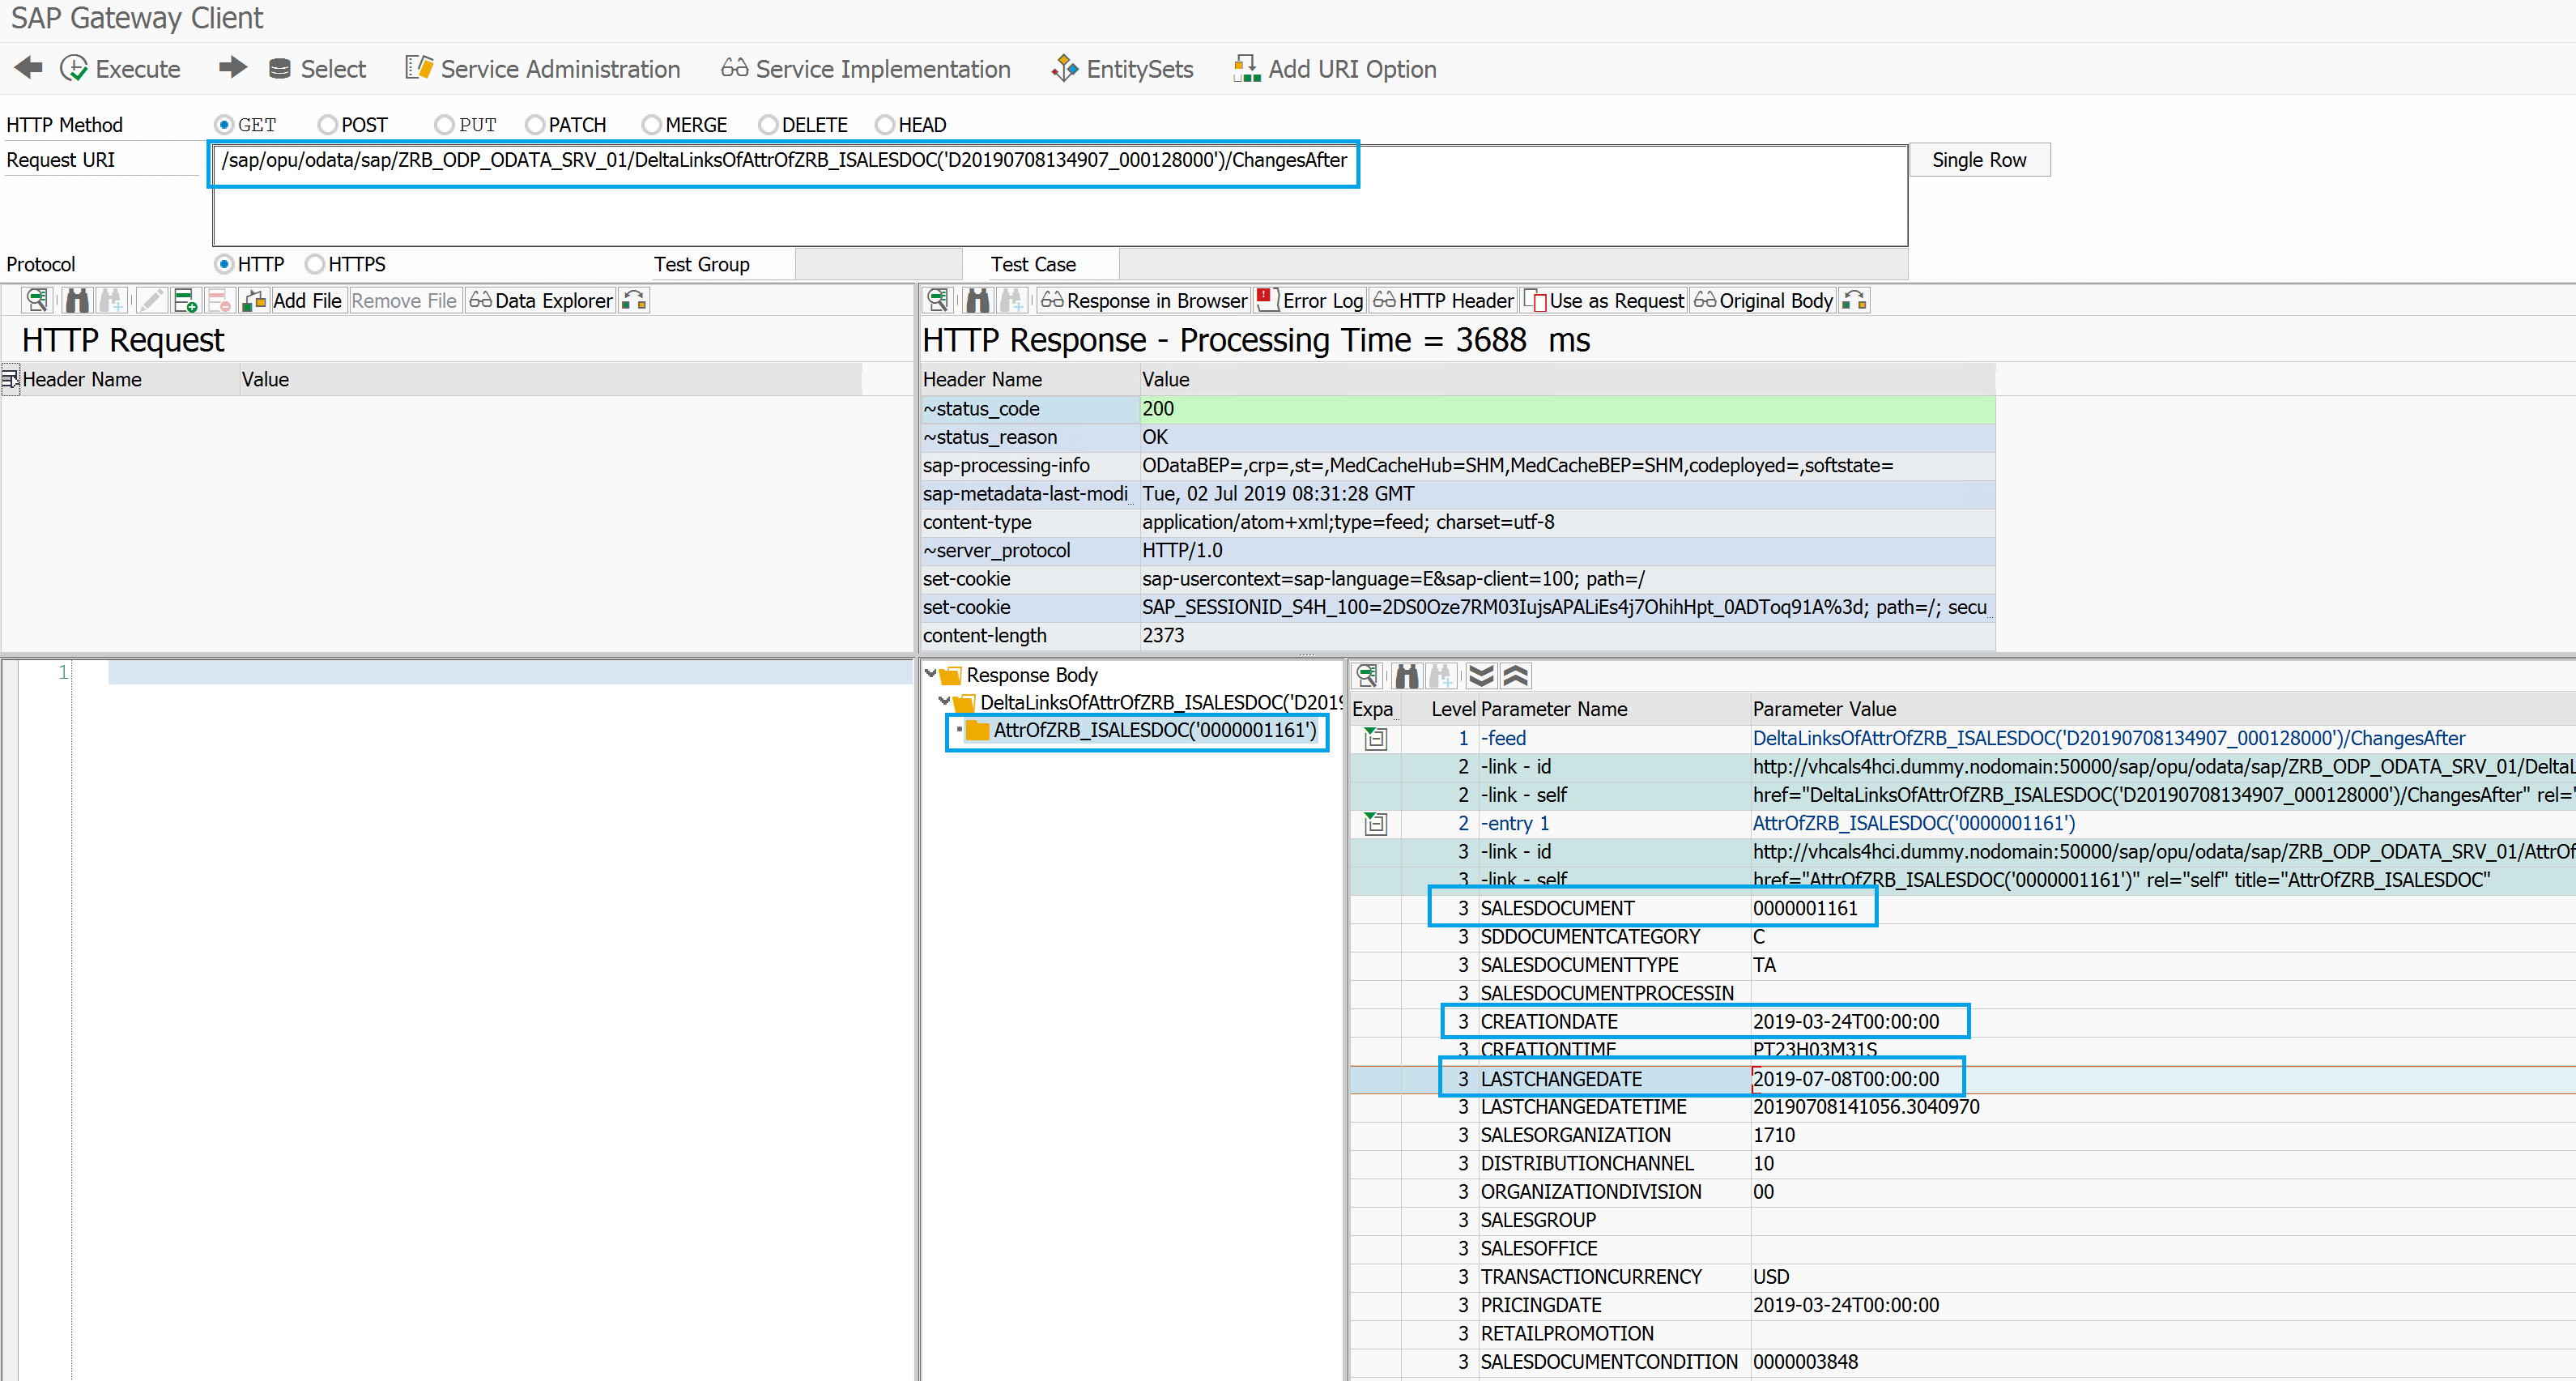 SAP Gateway Client
Execute Select Service Administration Service Implementation EntitySets Add URI Option
HTTP Method GET POST PUT PATCH MERGE DELETE HEAD
Request URI /sap/opu/odata/sap/ZRB_ODP_ODATA_SRV_01/DeltaLinksOfAttrOfZRB_ISALESDOC('D20190708134907_000128000')/ChangesAfter Single Row
Protocol HTTP HTTPS Test Group Test Case
Add File Remove File Data Explorer
HTTP Request
Header Name Value
1
Response in Browser Error Log HTTP Header Use as Request Original Body
HTTP Response - Processing Time = 3688 ms
Header Name Value
~status_code 200
~status_reason OK
sap-processing-info ODataBEP=,crp=,st=,MedCacheHub=SHM,MedCacheBEP=SHM,codeployed=,softstate=
sap-metadata-last-modi Tue, 02 Jul 2019 08:31:28 GMT
content-type application/atom+xml;type=feed; charset=utf-8
~server_protocol HTTP/1.0
set-cookie sap-usercontext=sap-language=E&sap-client=100; path=/
set-cookie SAP_SESSIONID_S4H_100=2DS0Oze7RM03IujsAPALiEs4j7OhihHpt_0ADToq91A%3d; path=/; secu
content-length 2373
Response Body
DeltaLinksOfAttrOfZRB_ISALESDOC('D2019
AttrOfZRB_ISALESDOC('0000001161')
Expa Level Parameter Name Parameter Value
1 -feed DeltaLinksOfAttrOfZRB_ISALESDOC('D20190708134907_000128000')/ChangesAfter
2 -link - id http://vhcals4hci.dummy.nodomain:50000/sap/opu/odata/sap/ZRB_ODP_ODATA_SRV_01/DeltaL
2 -link - self href="DeltaLinksOfAttrOfZRB_ISALESDOC('D20190708134907_000128000')/ChangesAfter" rel="
2 -entry 1 AttrOfZRB_ISALESDOC('0000001161')
3 -link - id http://vhcals4hci.dummy.nodomain:50000/sap/opu/odata/sap/ZRB_ODP_ODATA_SRV_01/AttrOf
3 -link - self href="AttrOfZRB_ISALESDOC('0000001161')" rel="self" title="AttrOfZRB_ISALESDOC"
3 SALESDOCUMENT 0000001161
3 SDDOCUMENTCATEGORY C
3 SALESDOCUMENTTYPE TA
3 SALESDOCUMENTPROCESSIN
3 CREATIONDATE 2019-03-24T00:00:00
3 CREATIONTIME PT23H03M31S
3 LASTCHANGEDATE 2019-07-08T00:00:00
3 LASTCHANGEDATETIME 20190708141056.3040970
3 SALESORGANIZATION 1710
3 DISTRIBUTIONCHANNEL 10
3 ORGANIZATIONDIVISION 00
3 SALESGROUP
3 SALESOFFICE
3 TRANSACTIONCURRENCY USD
3 PRICINGDATE 2019-03-24T00:00:00
3 RETAILPROMOTION
3 SALESDOCUMENTCONDITION 0000003848